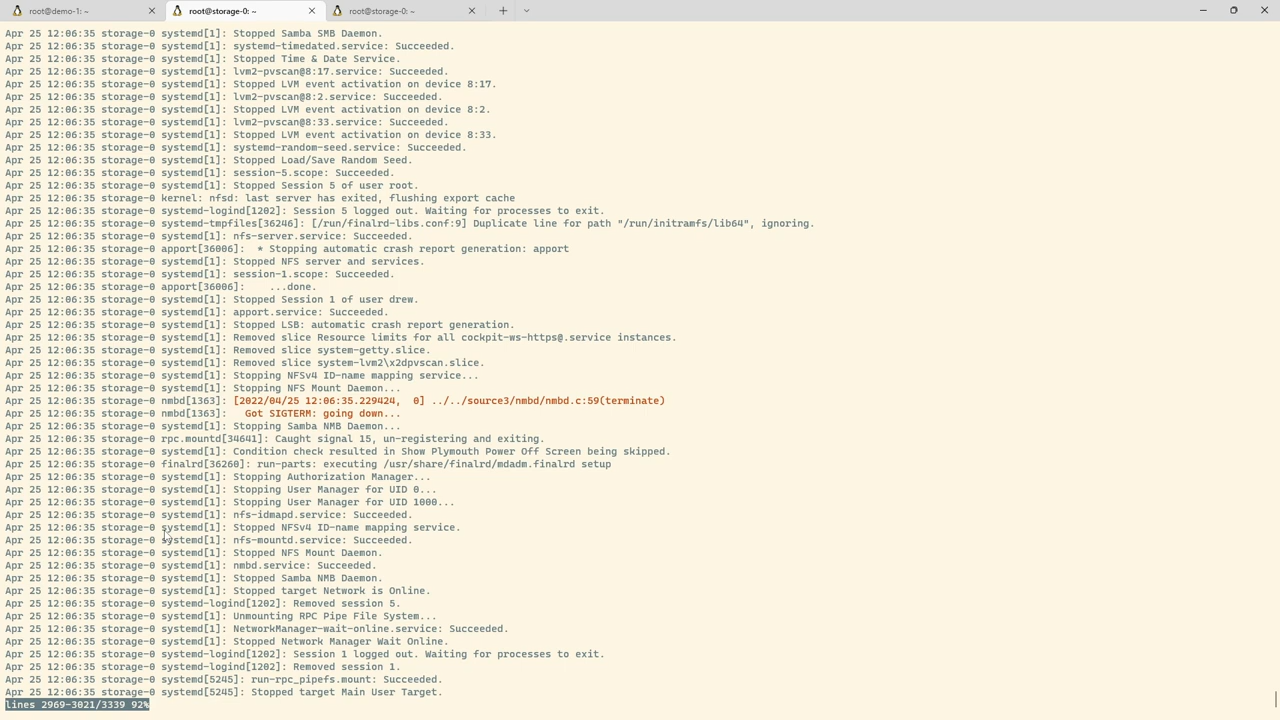 root@demo-1: ~
root@storage-0: ~
root@storage-0: ~
Apr 25 12:06:35 storage-0 systemd[1]: Stopped Samba SMB Daemon.
Apr 25 12:06:35 storage-0 systemd[1]: systemd-timedated.service: Succeeded.
Apr 25 12:06:35 storage-0 systemd[1]: Stopped Time & Date Service.
Apr 25 12:06:35 storage-0 systemd[1]: lvm2-pvscan@8:17.service: Succeeded.
Apr 25 12:06:35 storage-0 systemd[1]: Stopped LVM event activation on device 8:17.
Apr 25 12:06:35 storage-0 systemd[1]: lvm2-pvscan@8:2.service: Succeeded.
Apr 25 12:06:35 storage-0 systemd[1]: Stopped LVM event activation on device 8:2.
Apr 25 12:06:35 storage-0 systemd[1]: lvm2-pvscan@8:33.service: Succeeded.
Apr 25 12:06:35 storage-0 systemd[1]: Stopped LVM event activation on device 8:33.
Apr 25 12:06:35 storage-0 systemd[1]: systemd-random-seed.service: Succeeded.
Apr 25 12:06:35 storage-0 systemd[1]: Stopped Load/Save Random Seed.
Apr 25 12:06:35 storage-0 systemd[1]: session-5.scope: Succeeded.
Apr 25 12:06:35 storage-0 systemd[1]: Stopped Session 5 of user root.
Apr 25 12:06:35 storage-0 kernel: nfsd: last server has exited, flushing export cache
Apr 25 12:06:35 storage-0 systemd-logind[1202]: Session 5 logged out. Waiting for processes to exit.
Apr 25 12:06:35 storage-0 systemd-tmpfiles[36246]: [/run/finalrd-libs.conf:9] Duplicate line for path "/run/initramfs/lib64", ignoring.
Apr 25 12:06:35 storage-0 systemd[1]: nfs-server.service: Succeeded.
Apr 25 12:06:35 storage-0 apport[36006]:  * Stopping automatic crash report generation: apport
Apr 25 12:06:35 storage-0 systemd[1]: Stopped NFS server and services.
Apr 25 12:06:35 storage-0 systemd[1]: session-1.scope: Succeeded.
Apr 25 12:06:35 storage-0 apport[36006]:    ...done.
Apr 25 12:06:35 storage-0 systemd[1]: Stopped Session 1 of user drew.
Apr 25 12:06:35 storage-0 systemd[1]: apport.service: Succeeded.
Apr 25 12:06:35 storage-0 systemd[1]: Stopped LSB: automatic crash report generation.
Apr 25 12:06:35 storage-0 systemd[1]: Removed slice Resource limits for all cockpit-ws-https@.service instances.
Apr 25 12:06:35 storage-0 systemd[1]: Removed slice system-getty.slice.
Apr 25 12:06:35 storage-0 systemd[1]: Removed slice system-lvm2\x2dpvscan.slice.
Apr 25 12:06:35 storage-0 systemd[1]: Stopping NFSv4 ID-name mapping service...
Apr 25 12:06:35 storage-0 systemd[1]: Stopping NFS Mount Daemon...
Apr 25 12:06:35 storage-0 nmbd[1363]: [2022/04/25 12:06:35.229424,  0] ../../source3/nmbd/nmbd.c:59(terminate)
Apr 25 12:06:35 storage-0 nmbd[1363]:   Got SIGTERM: going down...
Apr 25 12:06:35 storage-0 systemd[1]: Stopping Samba NMB Daemon...
Apr 25 12:06:35 storage-0 rpc.mountd[34641]: Caught signal 15, un-registering and exiting.
Apr 25 12:06:35 storage-0 systemd[1]: Condition check resulted in Show Plymouth Power Off Screen being skipped.
Apr 25 12:06:35 storage-0 finalrd[36260]: run-parts: executing /usr/share/finalrd/mdadm.finalrd setup
Apr 25 12:06:35 storage-0 systemd[1]: Stopping Authorization Manager...
Apr 25 12:06:35 storage-0 systemd[1]: Stopping User Manager for UID 0...
Apr 25 12:06:35 storage-0 systemd[1]: Stopping User Manager for UID 1000...
Apr 25 12:06:35 storage-0 systemd[1]: nfs-idmapd.service: Succeeded.
Apr 25 12:06:35 storage-0 systemd[1]: Stopped NFSv4 ID-name mapping service.
Apr 25 12:06:35 storage-0 systemd[1]: nfs-mountd.service: Succeeded.
Apr 25 12:06:35 storage-0 systemd[1]: Stopped NFS Mount Daemon.
Apr 25 12:06:35 storage-0 systemd[1]: nmbd.service: Succeeded.
Apr 25 12:06:35 storage-0 systemd[1]: Stopped Samba NMB Daemon.
Apr 25 12:06:35 storage-0 systemd[1]: Stopped target Network is Online.
Apr 25 12:06:35 storage-0 systemd-logind[1202]: Removed session 5.
Apr 25 12:06:35 storage-0 systemd[1]: Unmounting RPC Pipe File System...
Apr 25 12:06:35 storage-0 systemd[1]: NetworkManager-wait-online.service: Succeeded.
Apr 25 12:06:35 storage-0 systemd[1]: Stopped Network Manager Wait Online.
Apr 25 12:06:35 storage-0 systemd-logind[1202]: Session 1 logged out. Waiting for processes to exit.
Apr 25 12:06:35 storage-0 systemd-logind[1202]: Removed session 1.
Apr 25 12:06:35 storage-0 systemd[5245]: run-rpc_pipefs.mount: Succeeded.
Apr 25 12:06:35 storage-0 systemd[5245]: Stopped target Main User Target.
lines 2969-3021/3339 92%